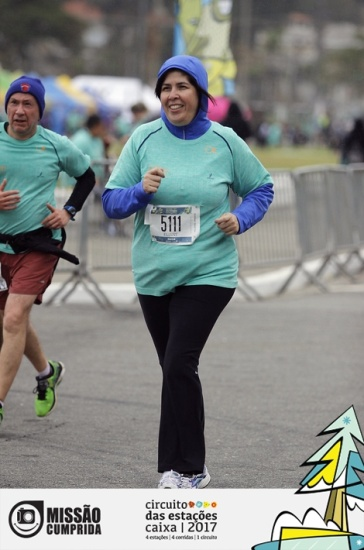 5111
MISSÃO
CUMPRIDA
circuito
das estações
caixa | 2017
4 estações | 4 corridas | 1 circuito